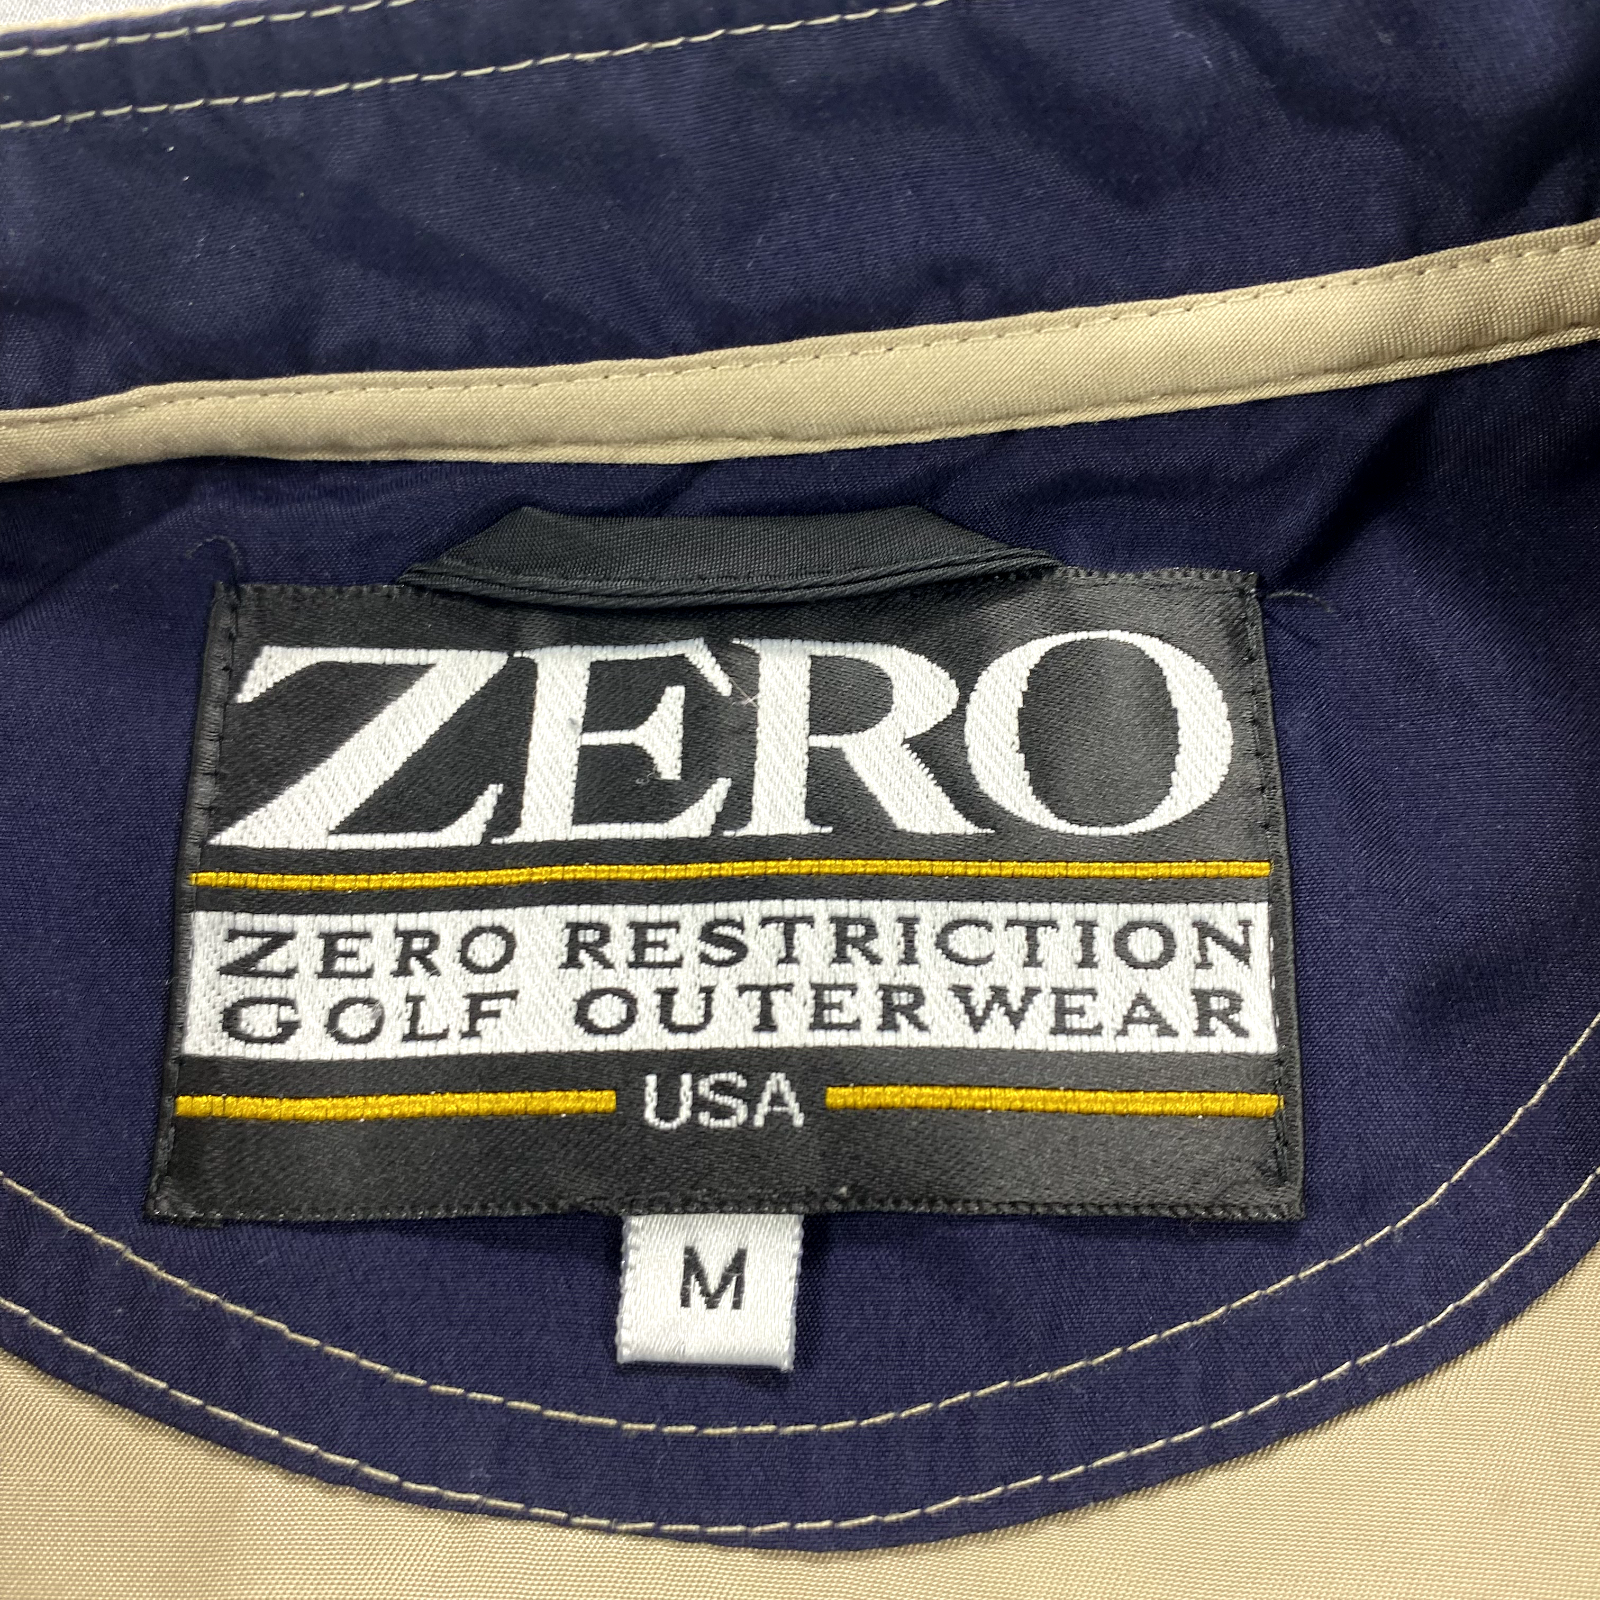 ZERO
ZERO RESTRICTION
GOLF OUTERWEAR
USA
M